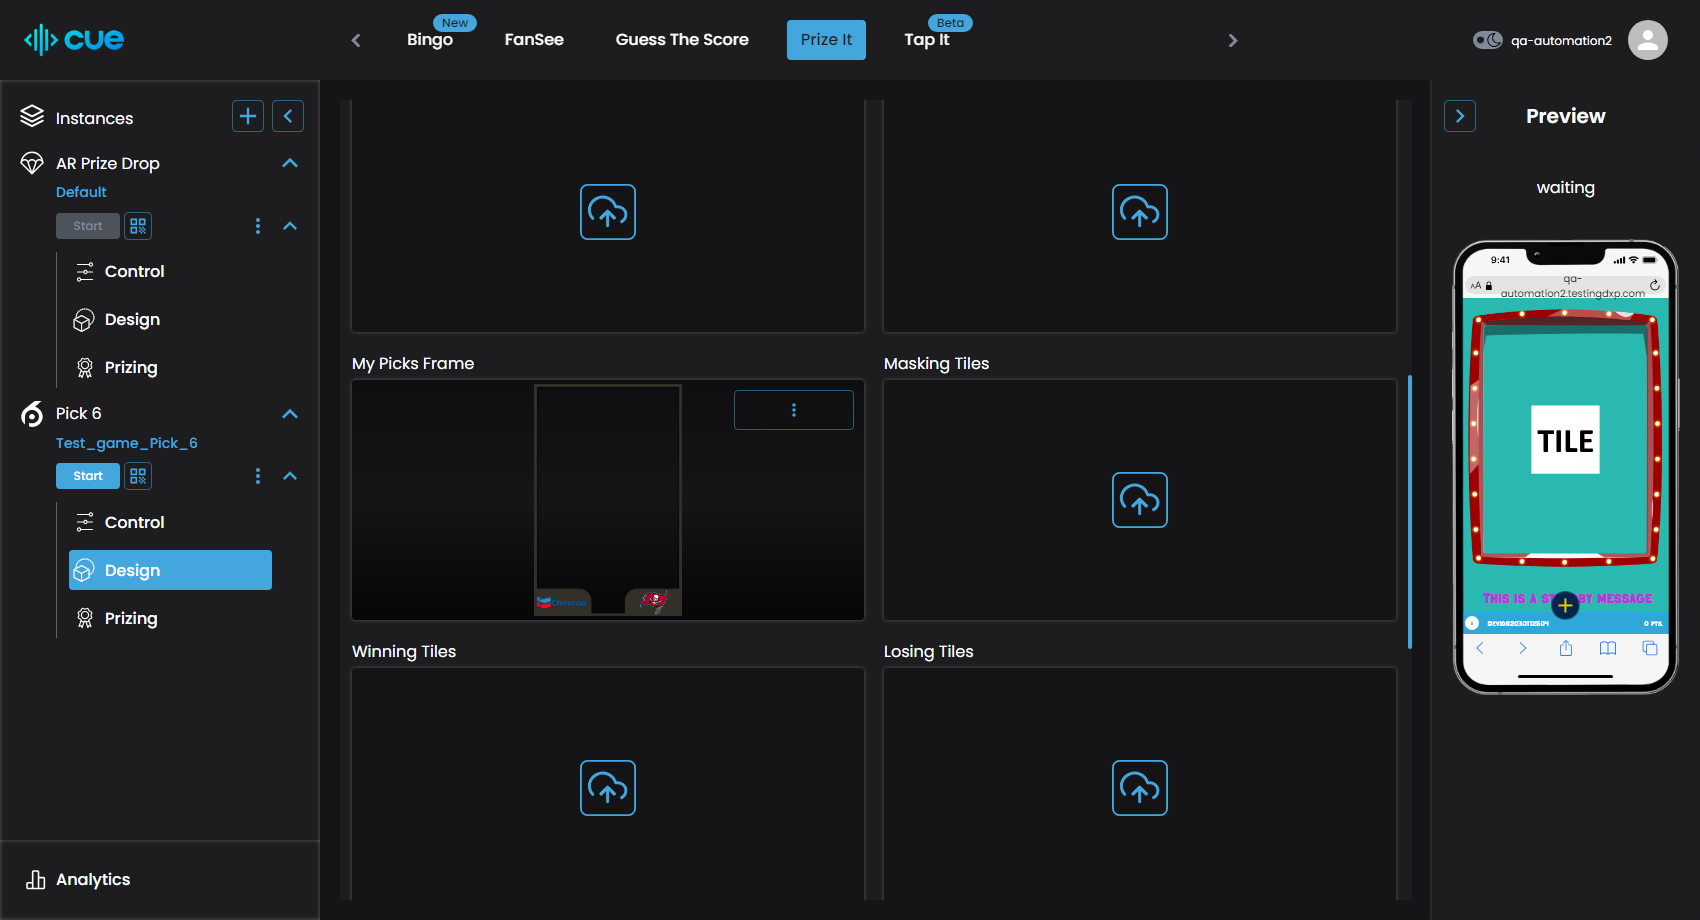 cue
New
Bingo
FanSee
Guess The Score
Prize It
Beta
Tap It
qa-automation2
Instances
AR Prize Drop
Default
Start
Control
Design
Prizing
Pick 6
Test_game_Pick_6
Start
Control
Design
Prizing
Analytics
My Picks Frame
Masking Tiles
Chevron
Winning Tiles
Losing Tiles
Preview
waiting
9:41
AA
qa-
automation2.testingdxp.com
TILE
THIS IS A ST BY MESSAGE
0 PTS.